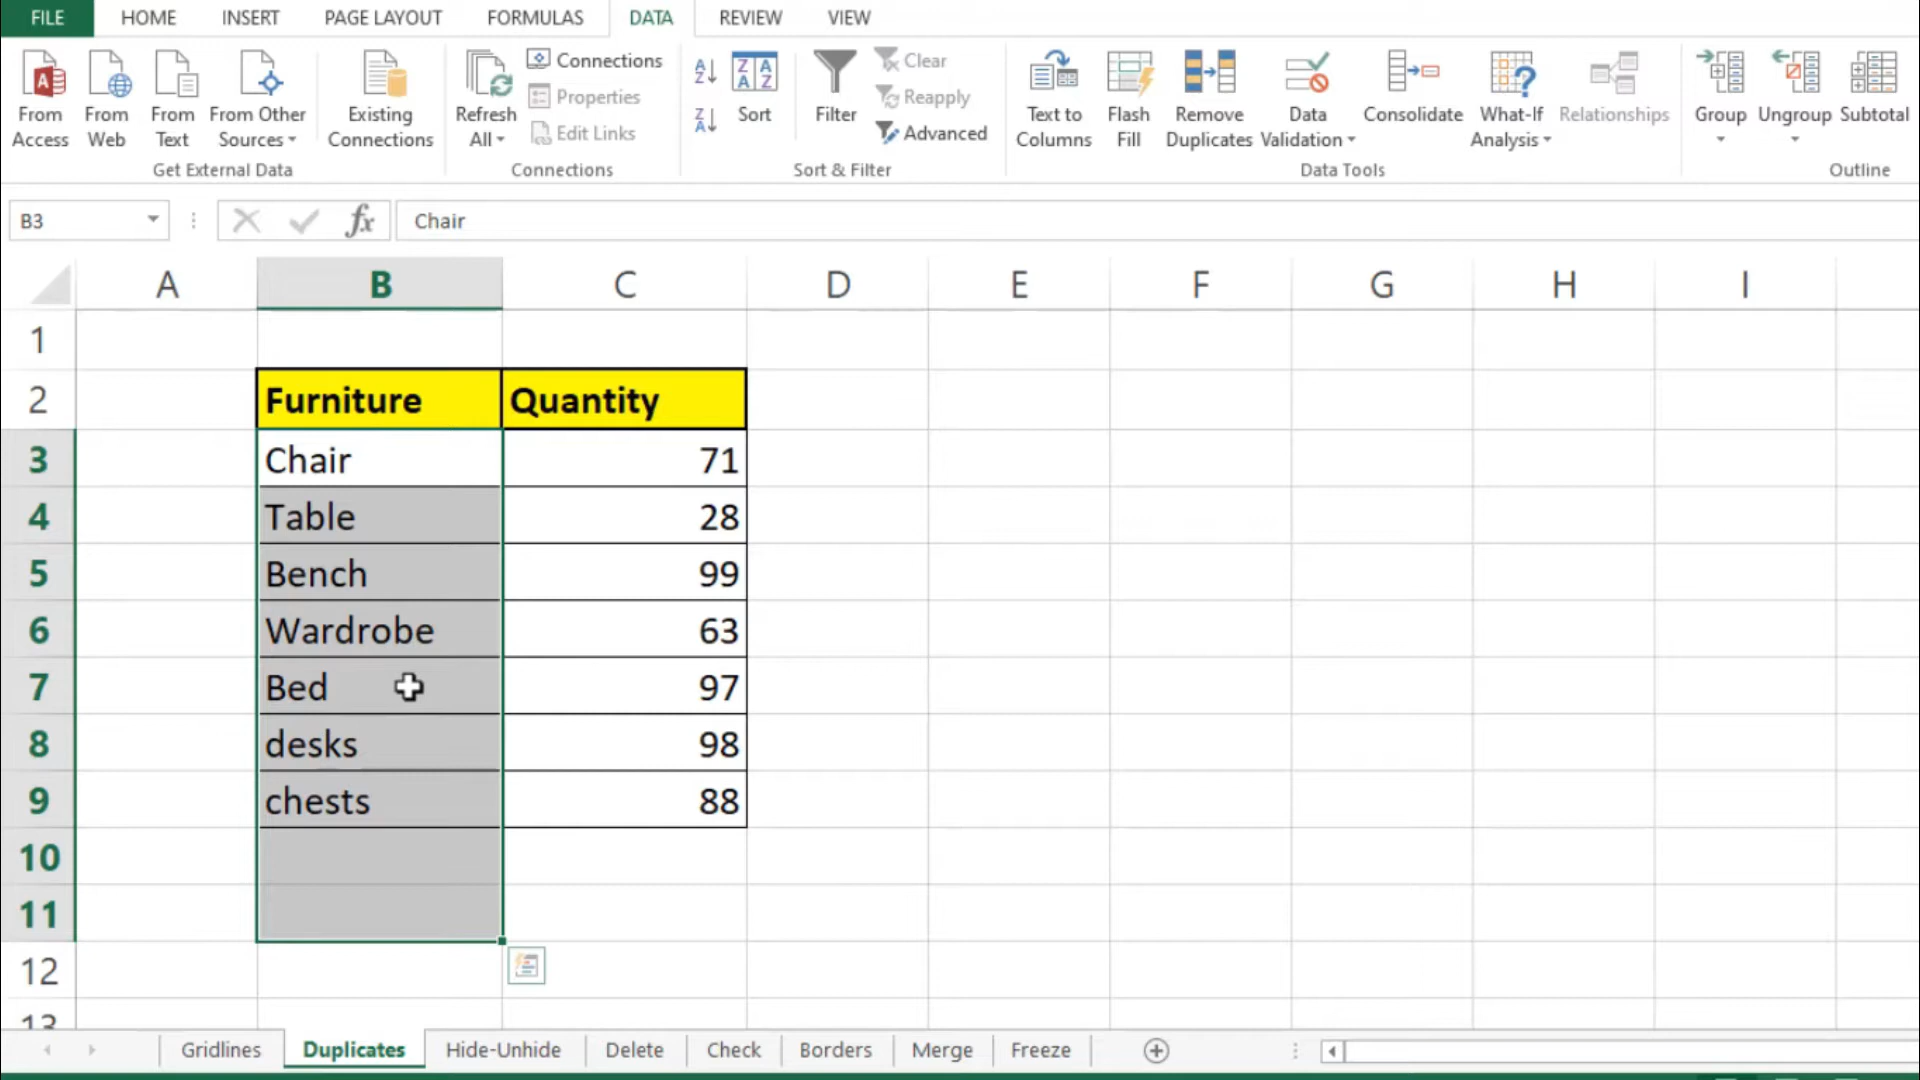 FILE HOME INSERT PAGE LAYOUT FORMULAS DATA REVIEW VIEW
From Access
From Web
From Text
From Other Sources
Get External Data
Existing Connections
Refresh All
Connections
Properties
Edit Links
Connections
Sort
Filter
Clear
Reapply
Advanced
Sort & Filter
Text to Columns
Flash Fill
Remove Duplicates
Data Validation
Consolidate
What-If Analysis
Relationships
Data Tools
Group
Ungroup
Subtotal
Outline
B3 fx Chair
A B C D E F G H I
1
2 Furniture Quantity
3 Chair 71
4 Table 28
5 Bench 99
6 Wardrobe 63
7 Bed 97
8 desks 98
9 chests 88
10
11
12
13
Gridlines Duplicates Hide-Unhide Delete Check Borders Merge Freeze